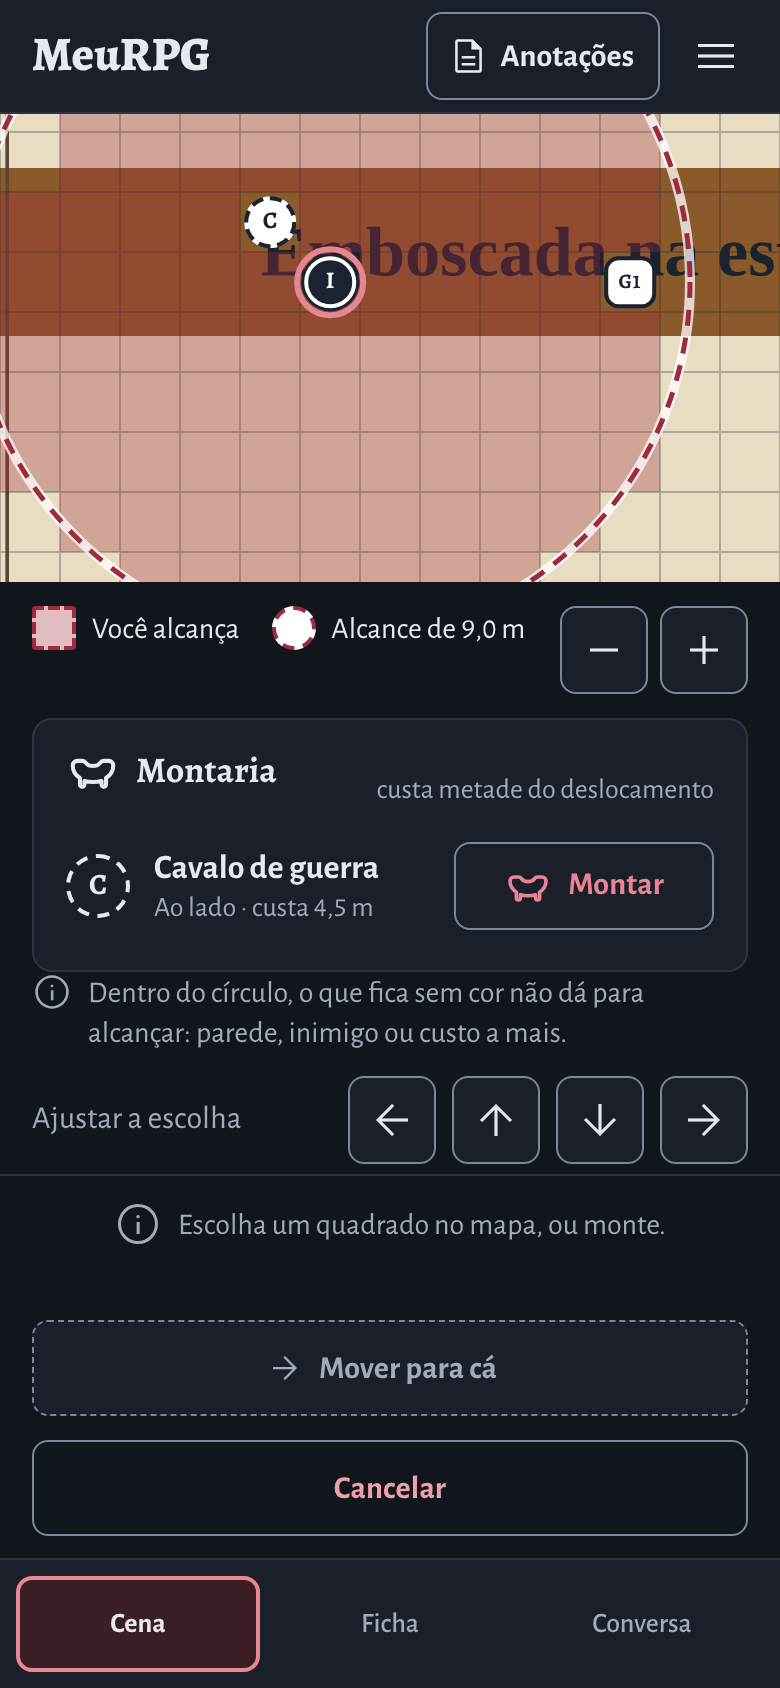 MeuRPG
Anotações
C
Emboscada na es
I
G1
Você alcança
Alcance de 9,0 m
Montaria
custa metade do deslocamento
C
Cavalo de guerra
Ao lado · custa 4,5 m
Montar
Dentro do círculo, o que fica sem cor não dá para
alcançar: parede, inimigo ou custo a mais.
Ajustar a escolha
Escolha um quadrado no mapa, ou monte.
Mover para cá
Cancelar
Cena
Ficha
Conversa